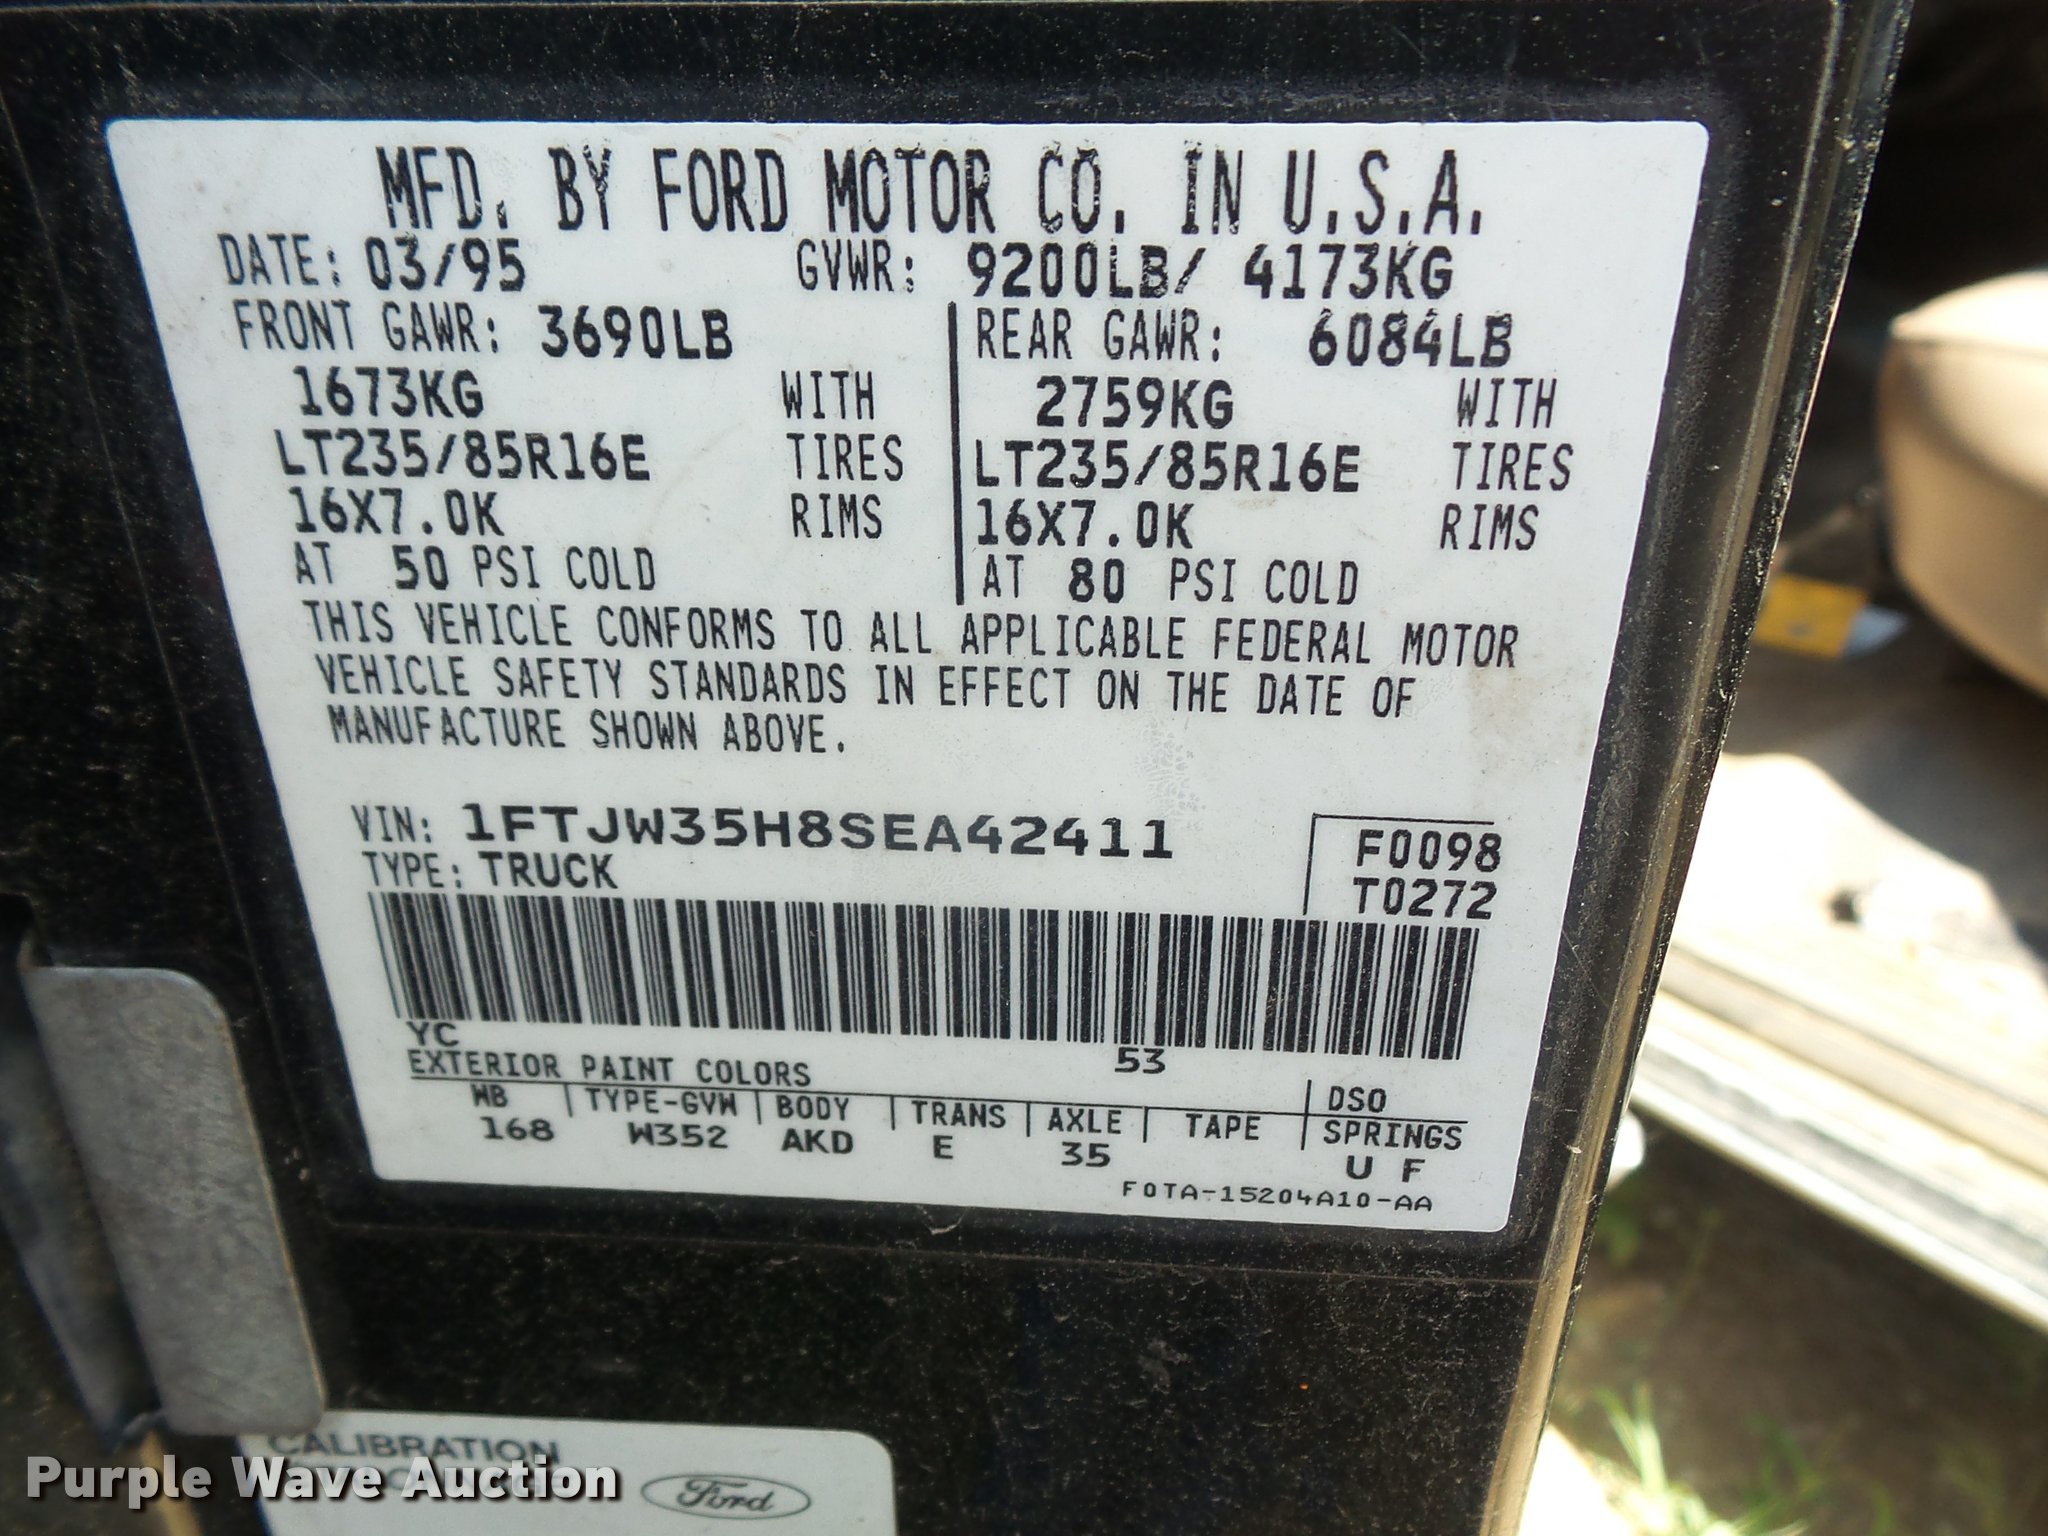 MFD. BY FORD MOTOR CO. IN U.S.A.
DATE: 03/95 GVWR: 9200LB/ 4173KG
FRONT GAWR: 3690LB REAR GAWR: 6084LB
1673KG WITH 2759KG WITH
LT235/85R16E TIRES LT235/85R16E TIRES
16X7.0K RIMS 16X7.0K RIMS
AT 50 PSI COLD AT 80 PSI COLD
THIS VEHICLE CONFORMS TO ALL APPLICABLE FEDERAL MOTOR
VEHICLE SAFETY STANDARDS IN EFFECT ON THE DATE OF
MANUFACTURE SHOWN ABOVE.
VIN: 1FTJW35H8SEA42411 F0098
TYPE: TRUCK T0272
YC 53
EXTERIOR PAINT COLORS DSO
WB TYPE-GVW BODY TRANS AXLE TAPE SPRINGS
168 W352 AKD E 35 U F
F0TA-15204A10-AA
CALIBRATION
Ford
Purple Wave Auction